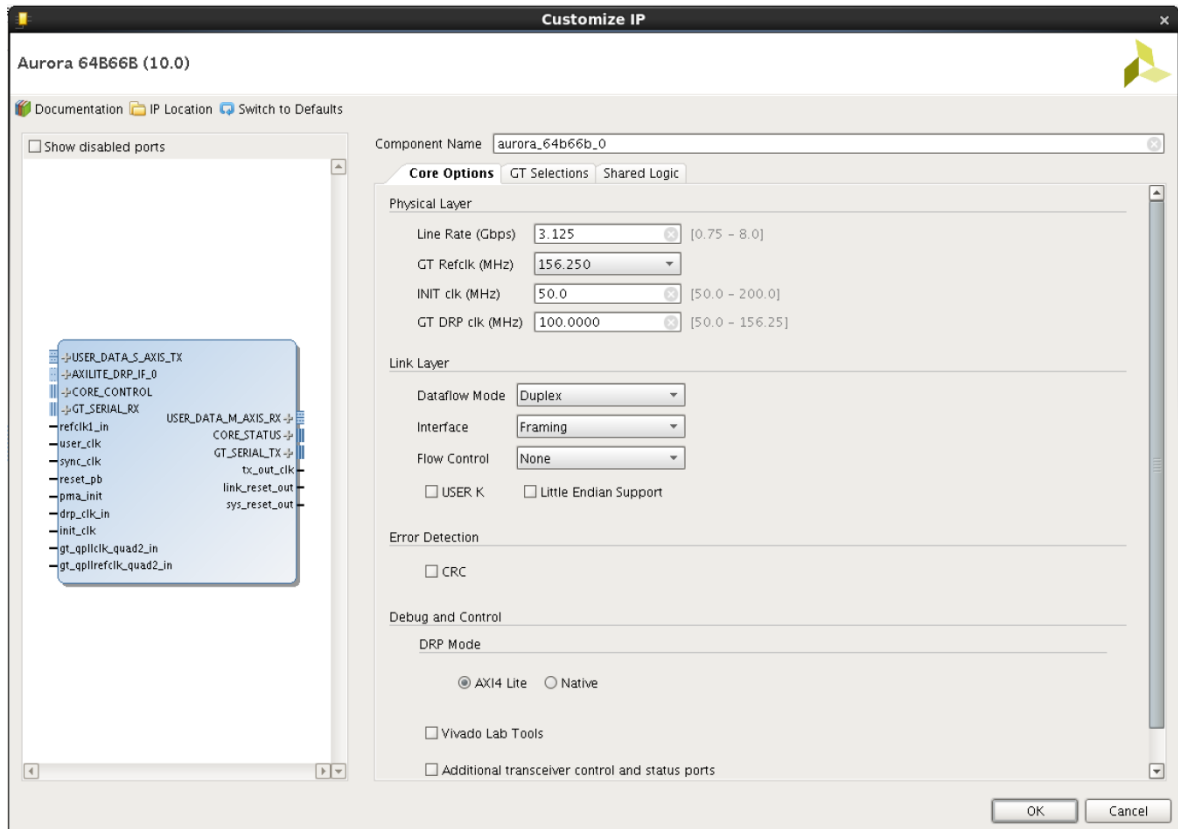 Customize IP
Aurora 64B66B (10.0)
Documentation IP Location Switch to Defaults
Show disabled ports
USER_DATA_S_AXIS_TX
AXILITE_DRP_IF_0
CORE_CONTROL
GT_SERIAL_RX
refclk1_in
user_clk
sync_clk
reset_pb
pma_init
drp_clk_in
init_clk
gt_qpllclk_quad2_in
gt_qpllrefclk_quad2_in
USER_DATA_M_AXIS_RX
CORE_STATUS
GT_SERIAL_TX
tx_out_clk
link_reset_out
sys_reset_out
Component Name aurora_64b66b_0
Core Options GT Selections Shared Logic
Physical Layer
Line Rate (Gbps) 3.125 [0.75 - 8.0]
GT Refclk (MHz) 156.250
INIT clk (MHz) 50.0 [50.0 - 200.0]
GT DRP clk (MHz) 100.0000 [50.0 - 156.25]
Link Layer
Dataflow Mode Duplex
Interface Framing
Flow Control None
USER K Little Endian Support
Error Detection
CRC
Debug and Control
DRP Mode
AXI4 Lite Native
Vivado Lab Tools
Additional transceiver control and status ports
OK Cancel